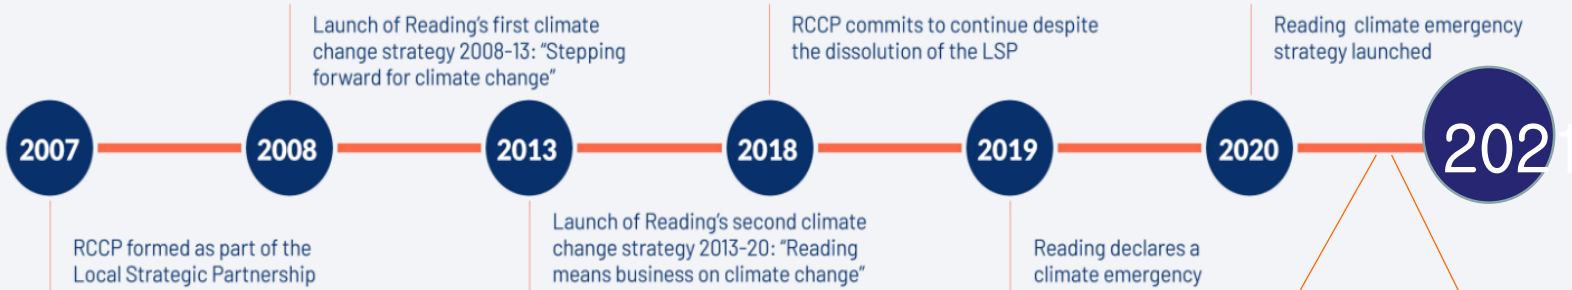 Launch of Reading's first climate
change strategy 2008-13: “Stepping
forward for climate change”
RCCP commits to continue despite
the dissolution of the LSP
Reading climate emergency
strategy launched
2007
2008
2013
2018
2019
2020
202
RCCP formed as part of the
Local Strategic Partnership
Launch of Reading's second climate
change strategy 2013-20: “Reading
means business on climate change”
Reading declares a
climate emergency